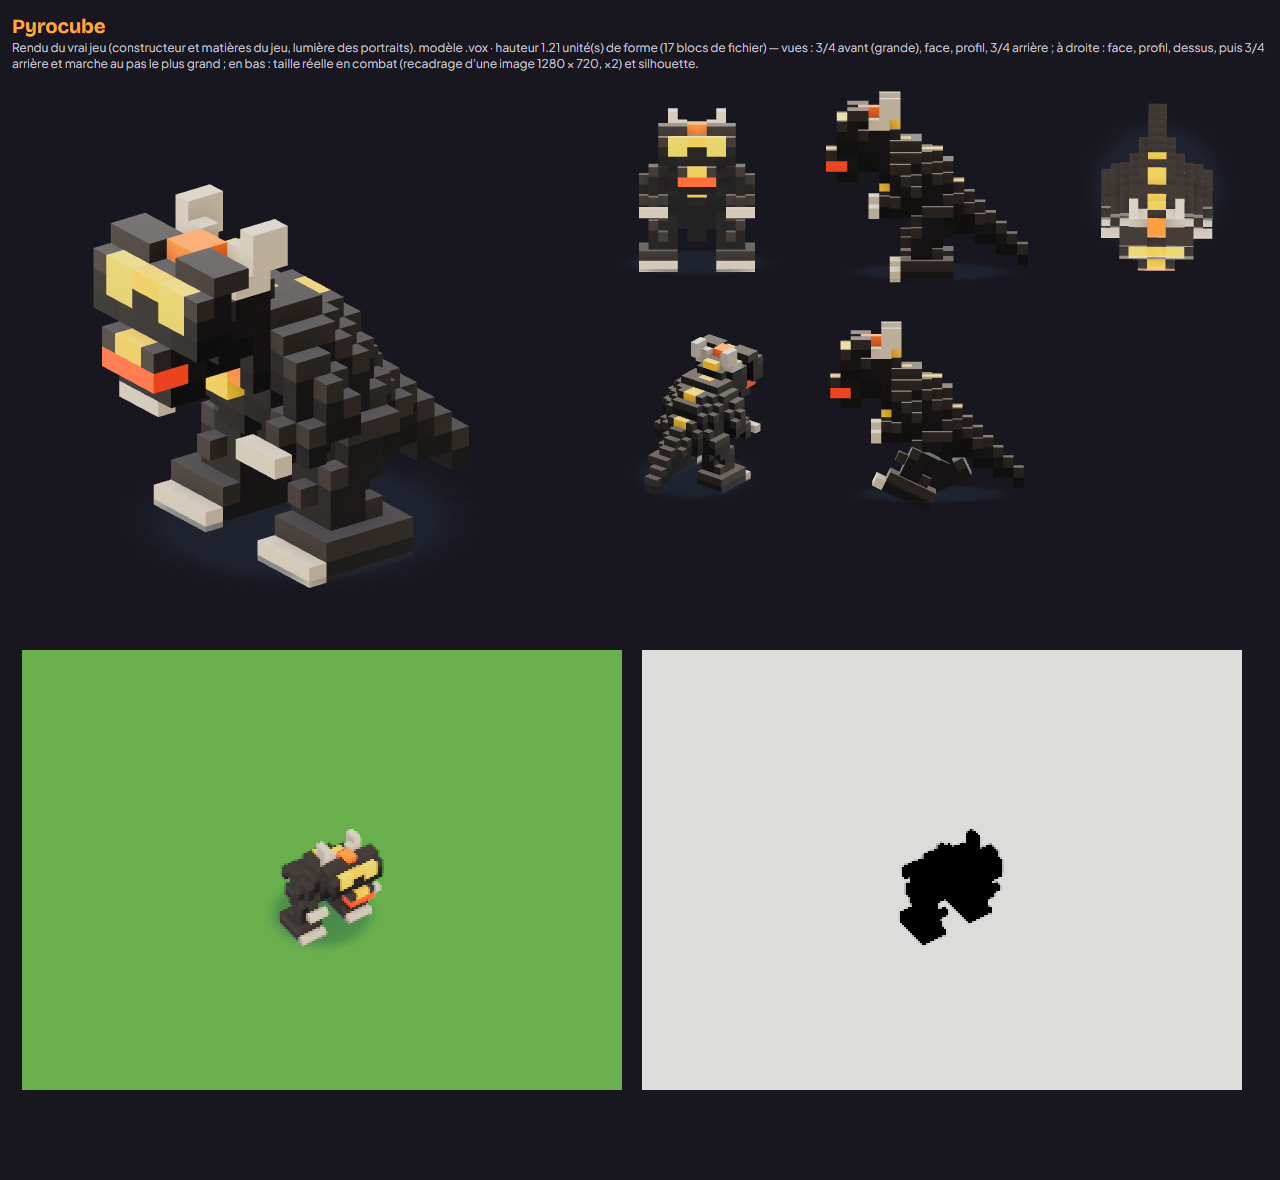 Pyrocube
Rendu du vrai jeu (constructeur et matières du jeu, lumière des portraits). modèle .vox · hauteur 1.21 unité(s) de forme (17 blocs de fichier) — vues : 3/4 avant (grande), face, profil, 3/4 arrière ; à droite : face, profil, dessus, puis 3/4
arrière et marche au pas le plus grand ; en bas : taille réelle en combat (recadrage d'une image 1280 × 720, ×2) et silhouette.